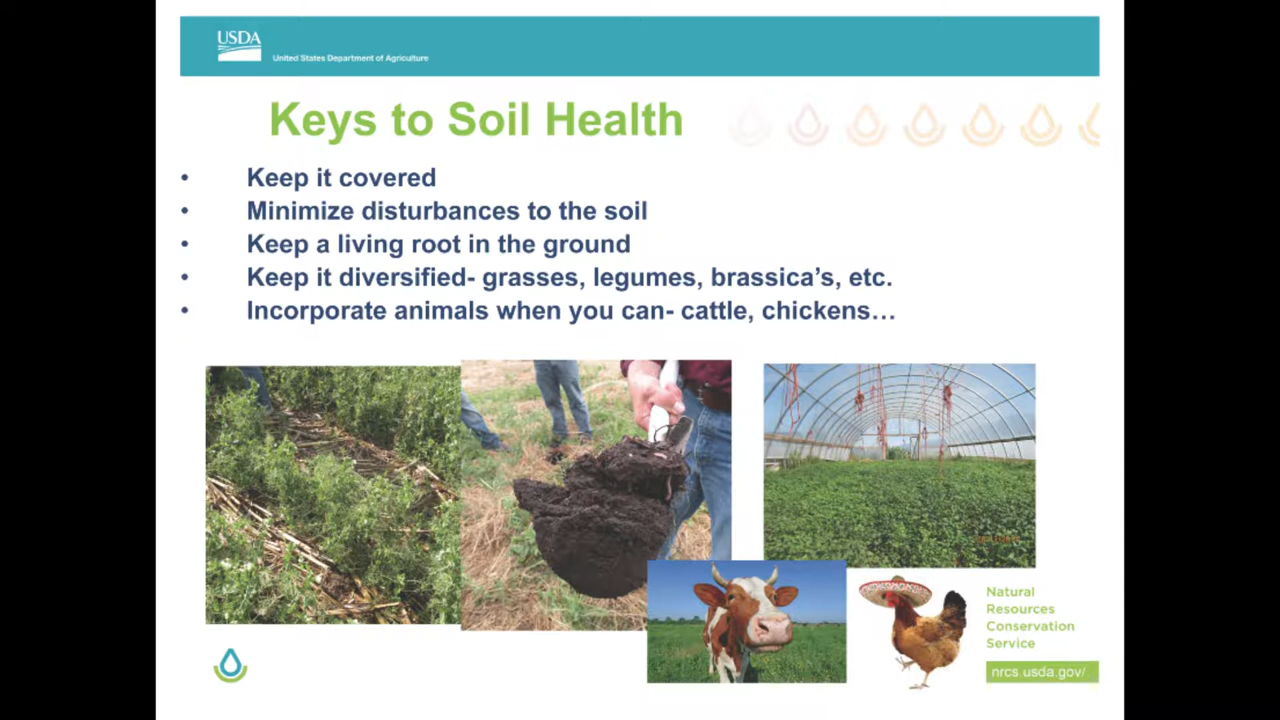 USDA
United States Department of Agriculture
Keys to Soil Health
• Keep it covered
• Minimize disturbances to the soil
• Keep a living root in the ground
• Keep it diversified- grasses, legumes, brassica's, etc.
• Incorporate animals when you can- cattle, chickens…
Natural
Resources
Conservation
Service
nrcs.usda.gov/